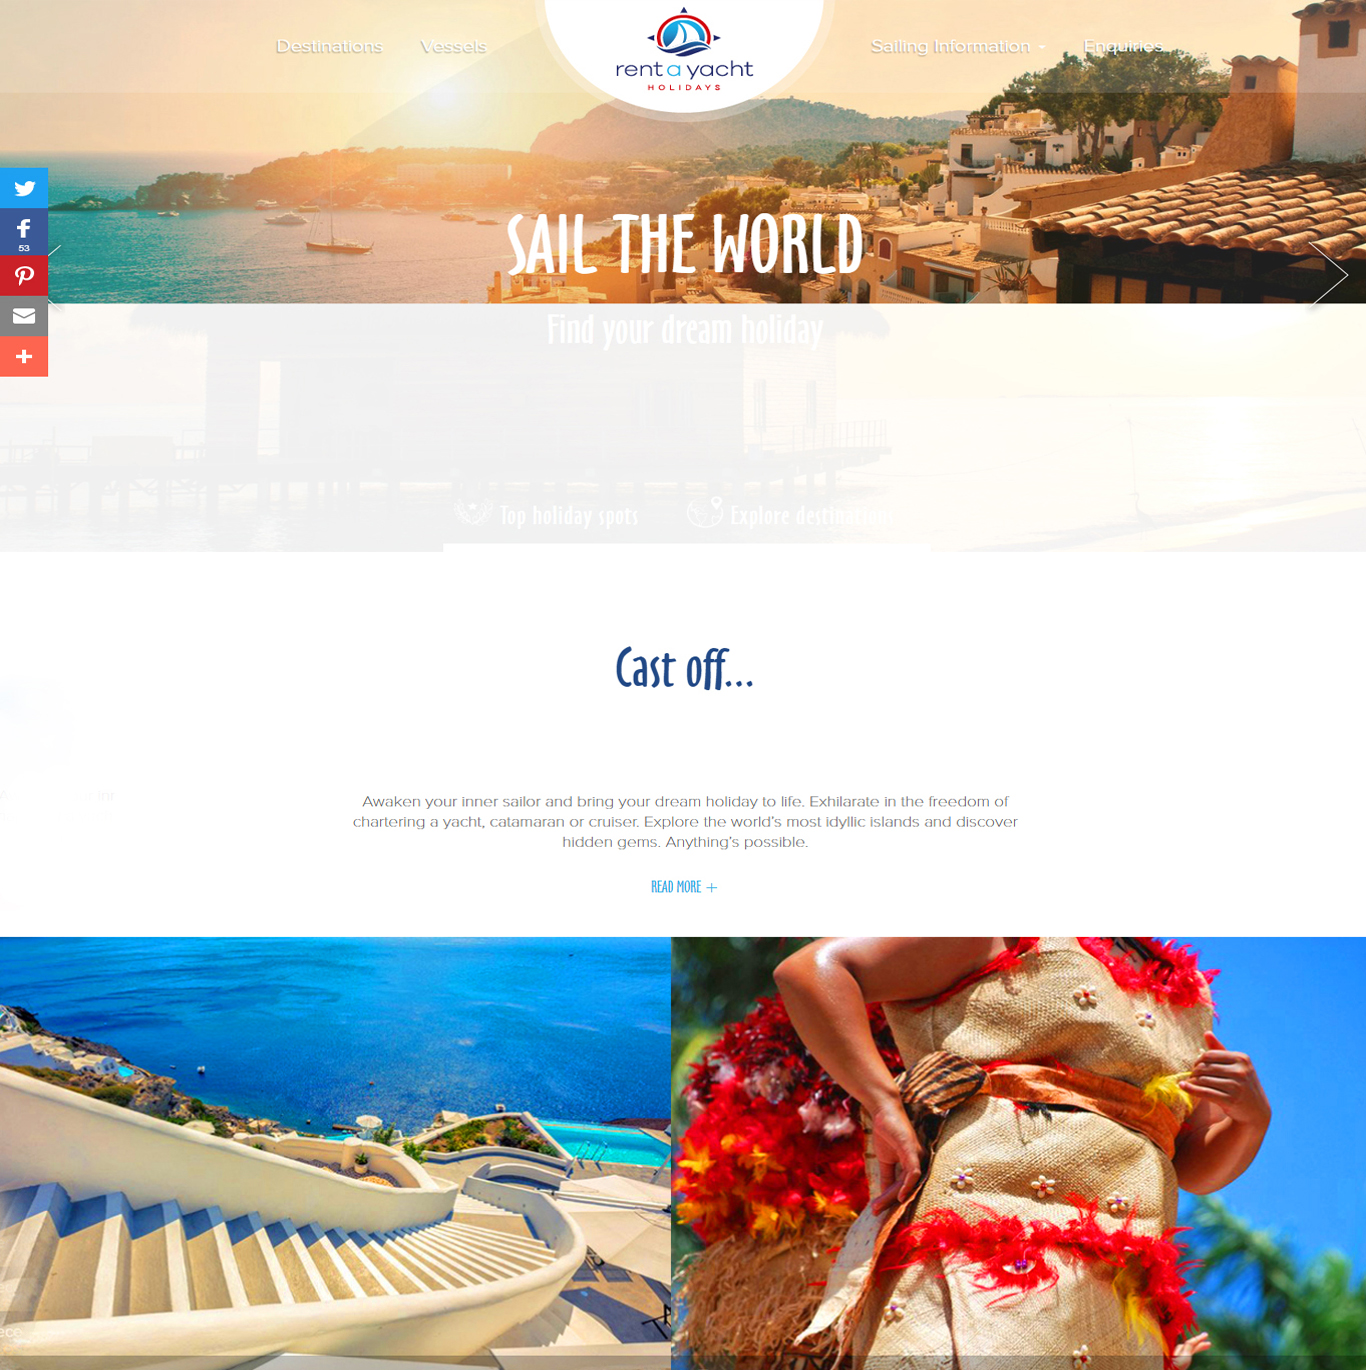 Destinations
Vessels
rent a yacht
HOLIDAYS
Sailing Information
Enquiries
53
SAIL THE WORLD
Find your dream holiday
Top holiday spots
Explore destinations
Cast off...
Awaken your inner sailor and bring your dream holiday to life. Exhilarate in the freedom of
chartering a yacht, catamaran or cruiser. Explore the world's most idyllic islands and discover
hidden gems. Anything's possible.
READ MORE +